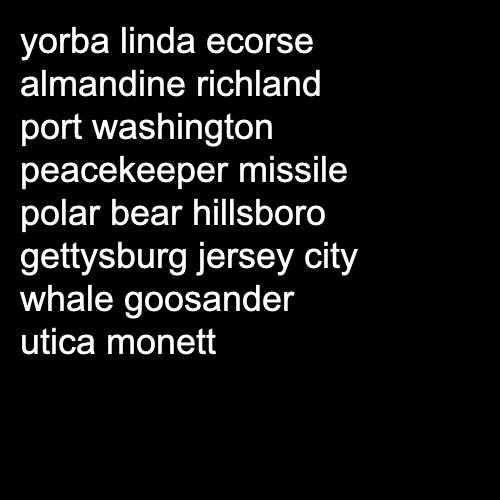 yorba linda ecorse
almandine richland
port washington
peacekeeper missile
polar bear hillsboro
gettysburg jersey city
whale goosander
utica monett